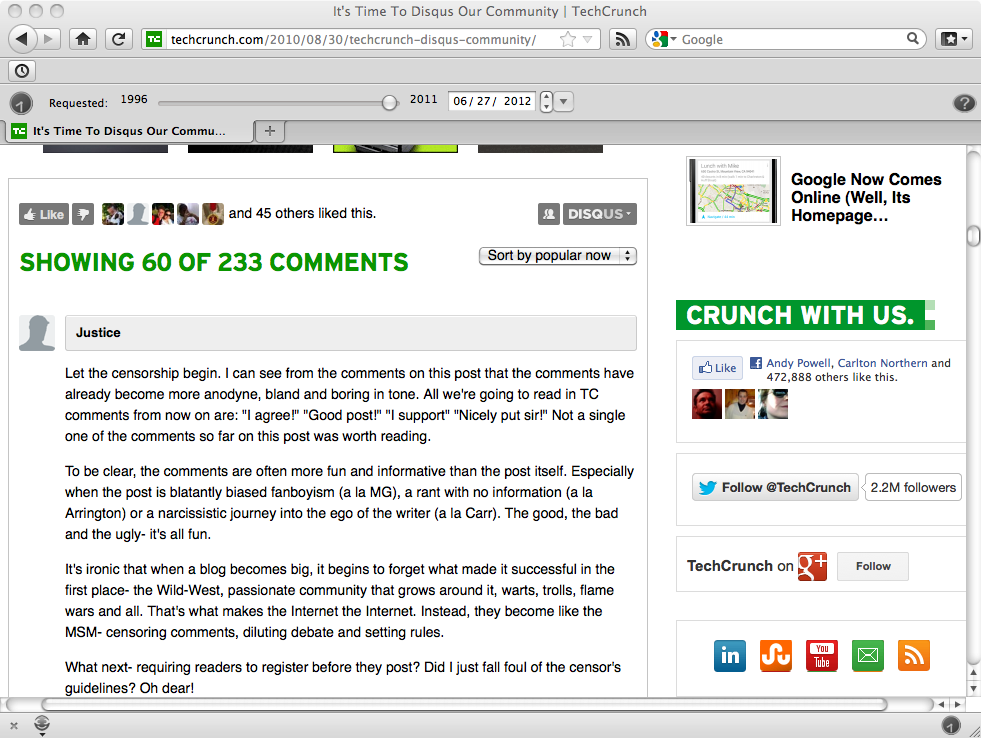 It's Time To Disqus Our Community | TechCrunch
techcrunch.com/2010/08/30/techcrunch-disqus-community/
Google
Requested: 1996 2011 06/ 27/ 2012
?
TC It's Time To Disqus Our Commu... +
Like and 45 others liked this. DISQUS
SHOWING 60 OF 233 COMMENTS Sort by popular now
Justice
Let the censorship begin. I can see from the comments on this post that the comments have
already become more anodyne, bland and boring in tone. All we're going to read in TC
comments from now on are: "I agree!" "Good post!" "I support" "Nicely put sir!" Not a single
one of the comments so far on this post was worth reading.
To be clear, the comments are often more fun and informative than the post itself. Especially
when the post is blatantly biased fanboyism (a la MG), a rant with no information (a la
Arrington) or a narcissistic journey into the ego of the writer (a la Carr). The good, the bad
and the ugly- it's all fun.
It's ironic that when a blog becomes big, it begins to forget what made it successful in the
first place- the Wild-West, passionate community that grows around it, warts, trolls, flame
wars and all. That's what makes the Internet the Internet. Instead, they become like the
MSM- censoring comments, diluting debate and setting rules.
What next- requiring readers to register before they post? Did I just fall foul of the censor's
guidelines? Oh dear!
Lunch with Mike
Navigate
Google Now Comes
Online (Well, Its
Homepage...
CRUNCH WITH US.
Like Andy Powell, Carlton Northern and
472,888 others like this.
Follow @TechCrunch 2.2M followers
TechCrunch on g+ Follow
in
You
Tube